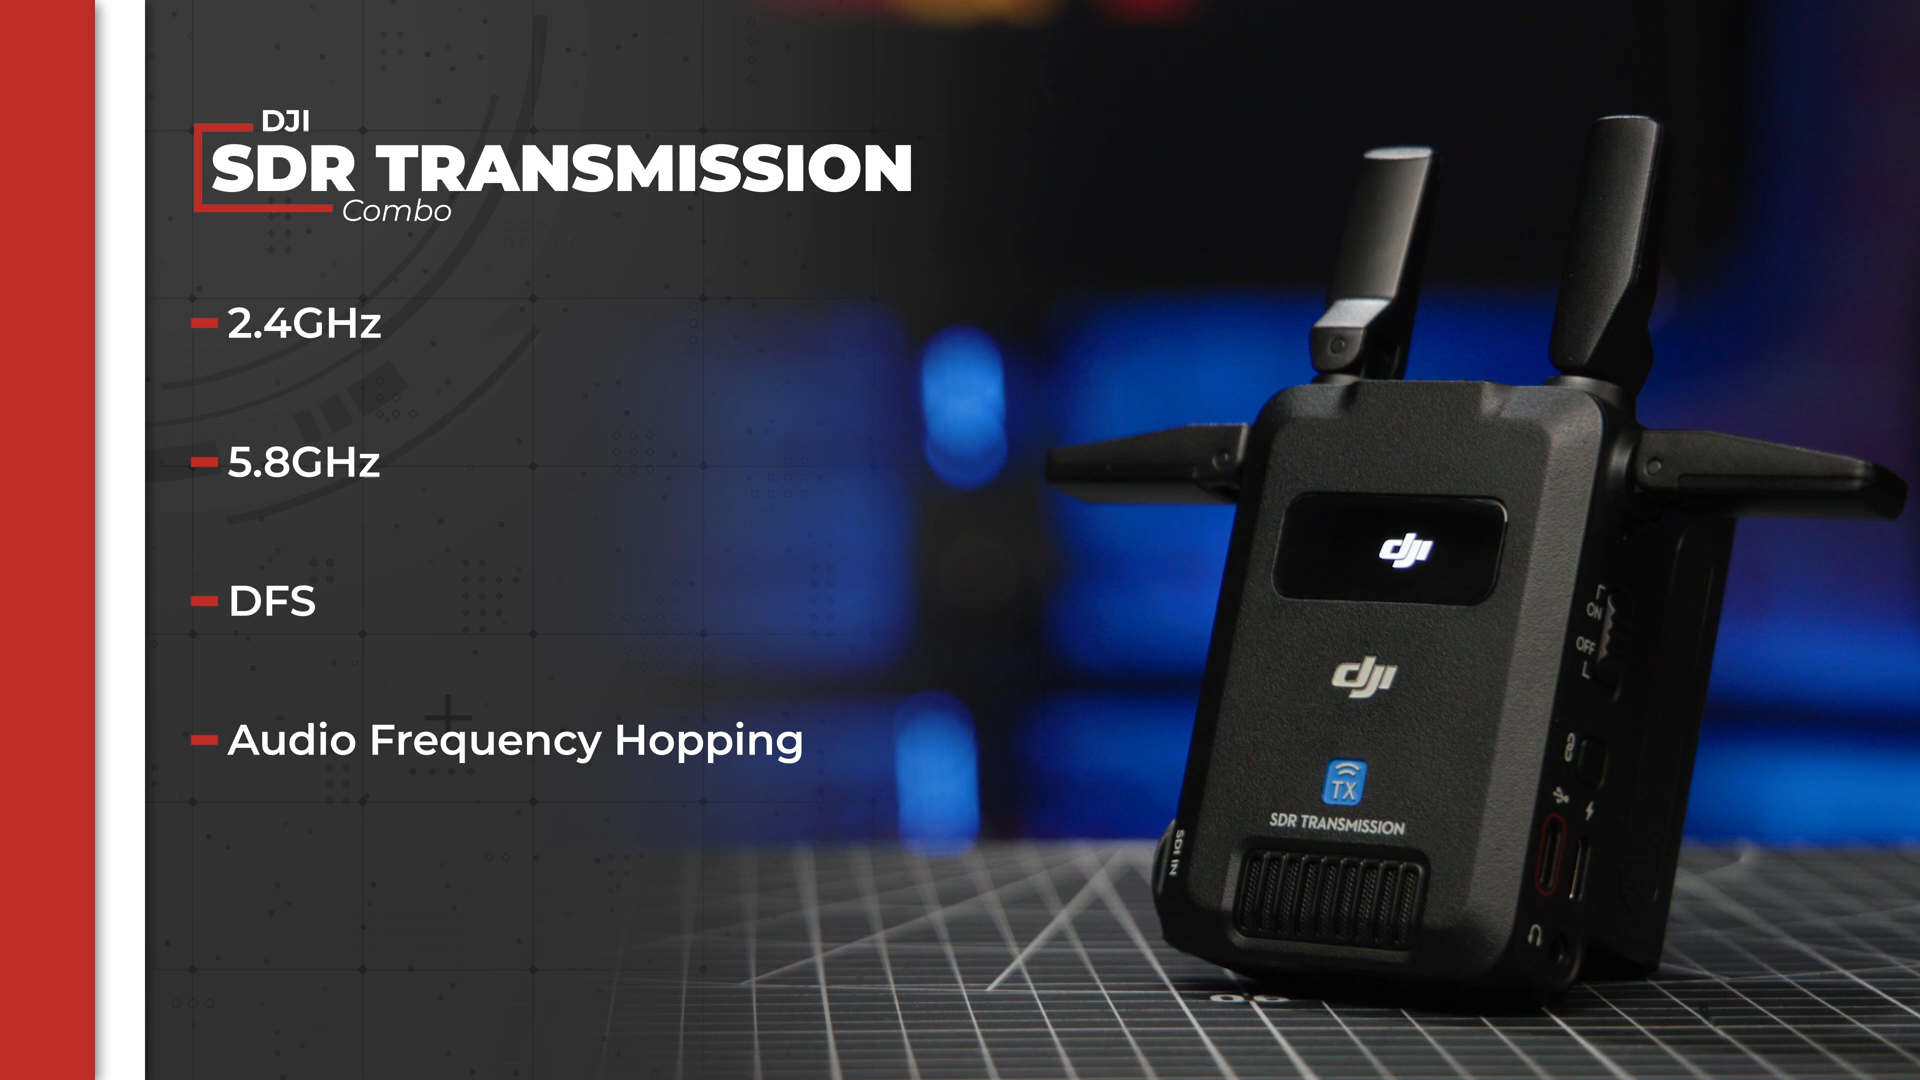 DJI
SDR TRANSMISSION
Combo
2.4GHz
5.8GHz
DFS
Audio Frequency Hopping
dji
dji
TX
SDR TRANSMISSION
SDI IN
ON
OFF